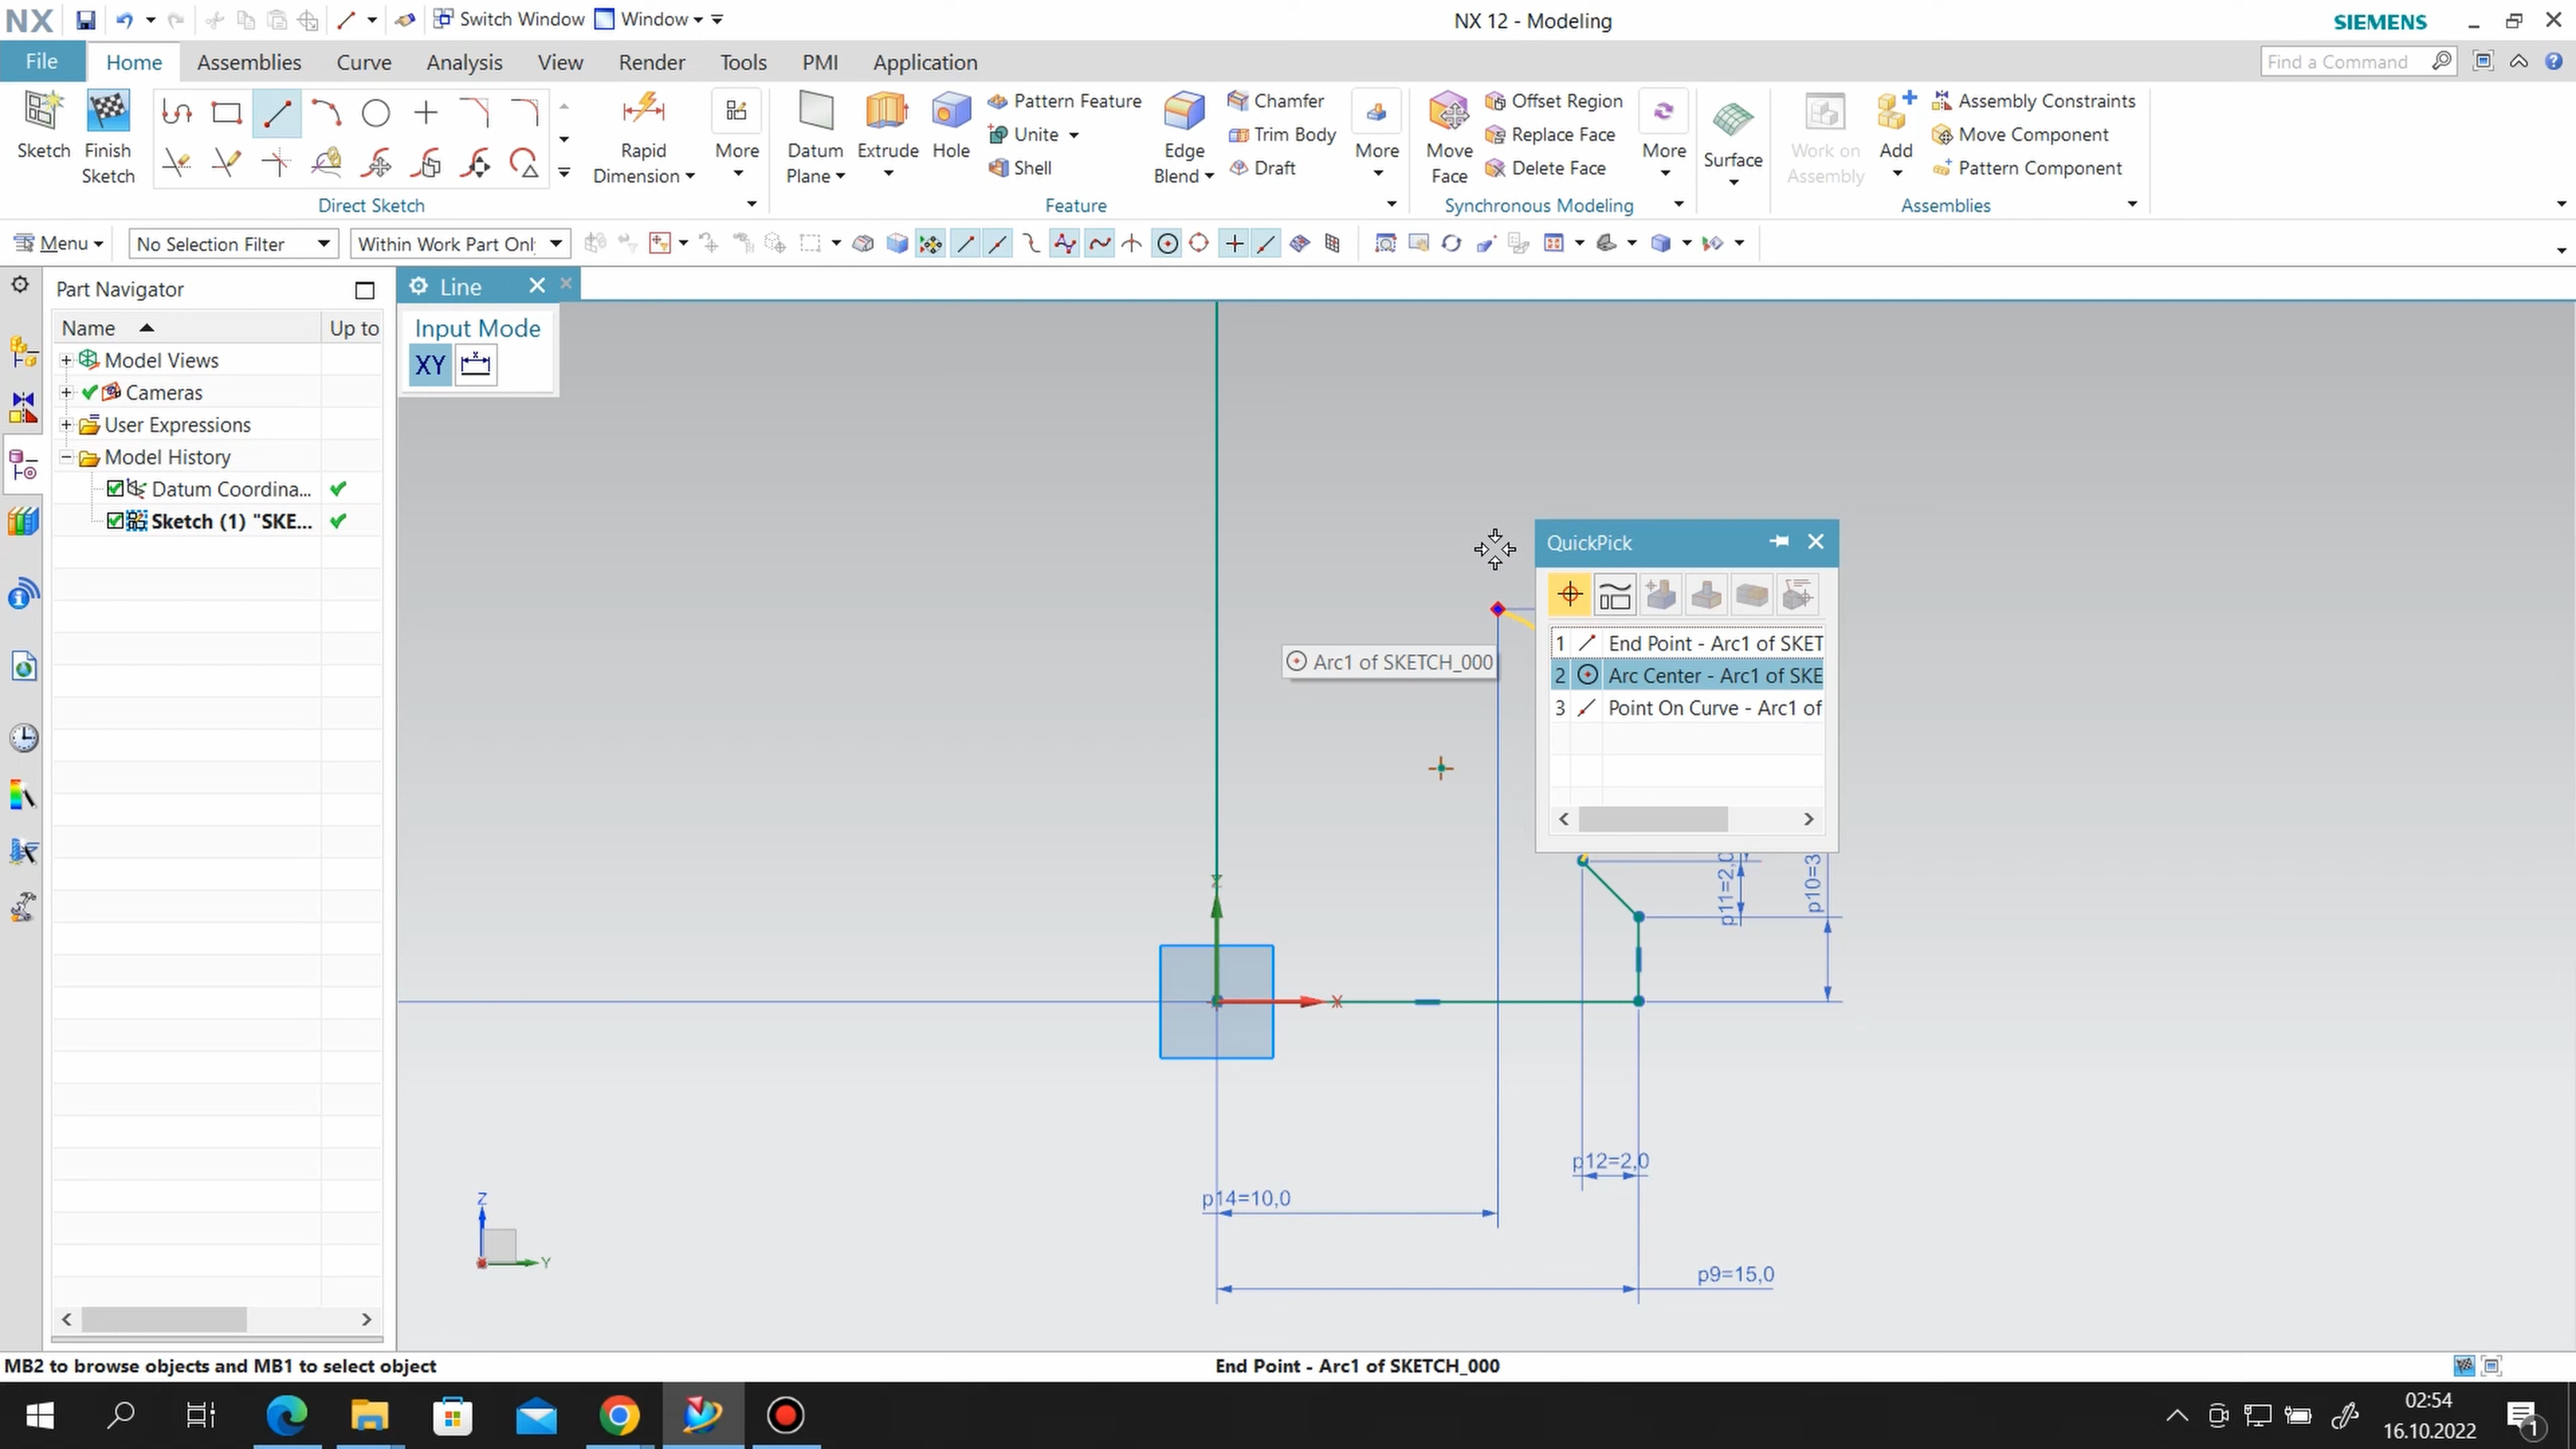 NX
Switch Window
Window
NX 12 - Modeling
SIEMENS
File
Home
Assemblies
Curve
Analysis
View
Render
Tools
PMI
Application
Find a Command
Sketch
Finish
Sketch
Direct Sketch
Rapid
Dimension
More
Datum
Plane
Extrude
Hole
Pattern Feature
Unite
Shell
Edge
Blend
Chamfer
Trim Body
Draft
More
Feature
Move
Face
Offset Region
Replace Face
Delete Face
More
Synchronous Modeling
Surface
Work on
Assembly
Add
Assembly Constraints
Move Component
Pattern Component
Assemblies
Menu
No Selection Filter
Within Work Part Onl
Part Navigator
Name
Up to
Model Views
Cameras
User Expressions
Model History
Datum Coordina...
Sketch (1) "SKE...
Line
Input Mode
XY
QuickPick
1 End Point - Arc1 of SKET
2 Arc Center - Arc1 of SKE
3 Point On Curve - Arc1 of
Arc1 of SKETCH_000
p11=2,0
p10=3
X
p12=2,0
p14=10,0
p9=15,0
Z
Y
MB2 to browse objects and MB1 to select object
End Point - Arc1 of SKETCH_000
02:54
16.10.2022
1